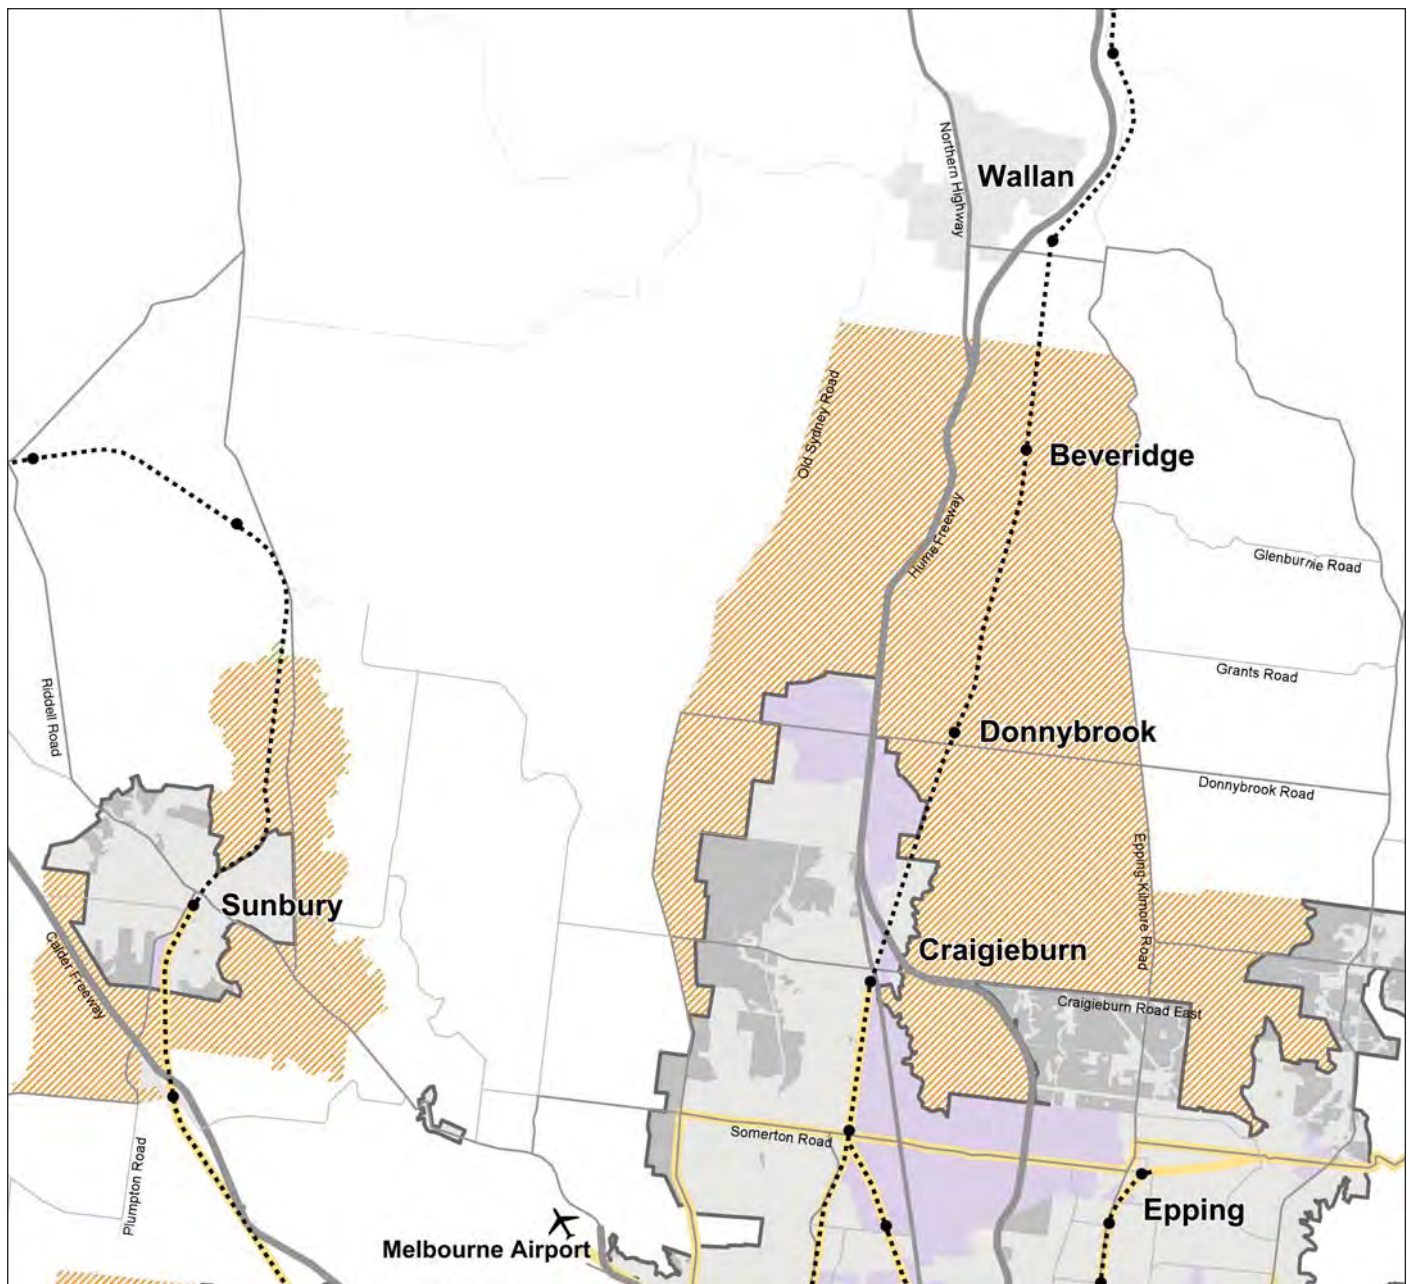 Northern Highway
Wallan
Old Sydney Road
Beveridge
Hume Freeway
Glenburnie Road
Grants Road
Riddell Road
Donnybrook
Donnybrook Road
Epping-Kilmore Road
Sunbury
Calder Freeway
Craigieburn
Craigieburn Road East
Somerton Road
Plumpton Road
Epping
Melbourne Airport